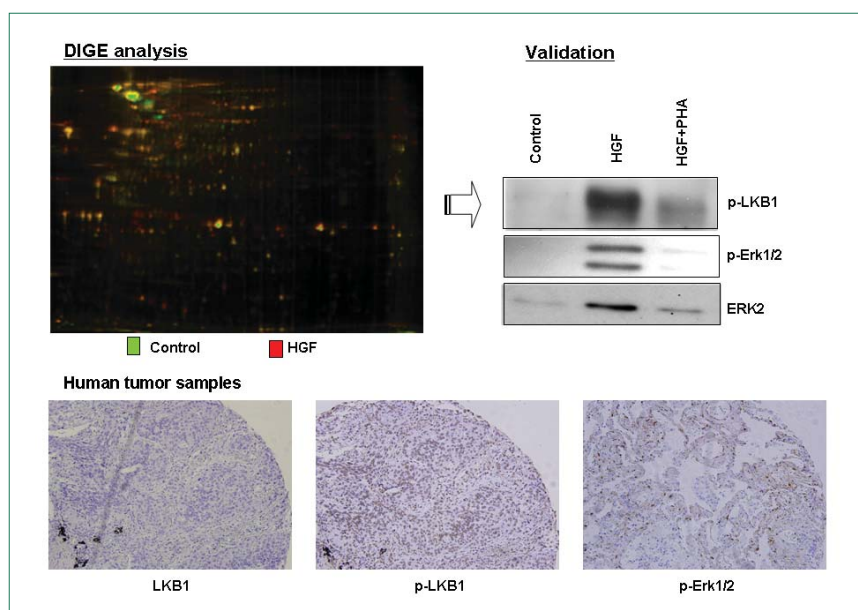 DIGE analysis
Validation
Control
HGF
HGF+PHA
p-LKB1
p-Erk1/2
ERK2
Control
HGF
Human tumor samples
LKB1
p-LKB1
p-Erk1/2